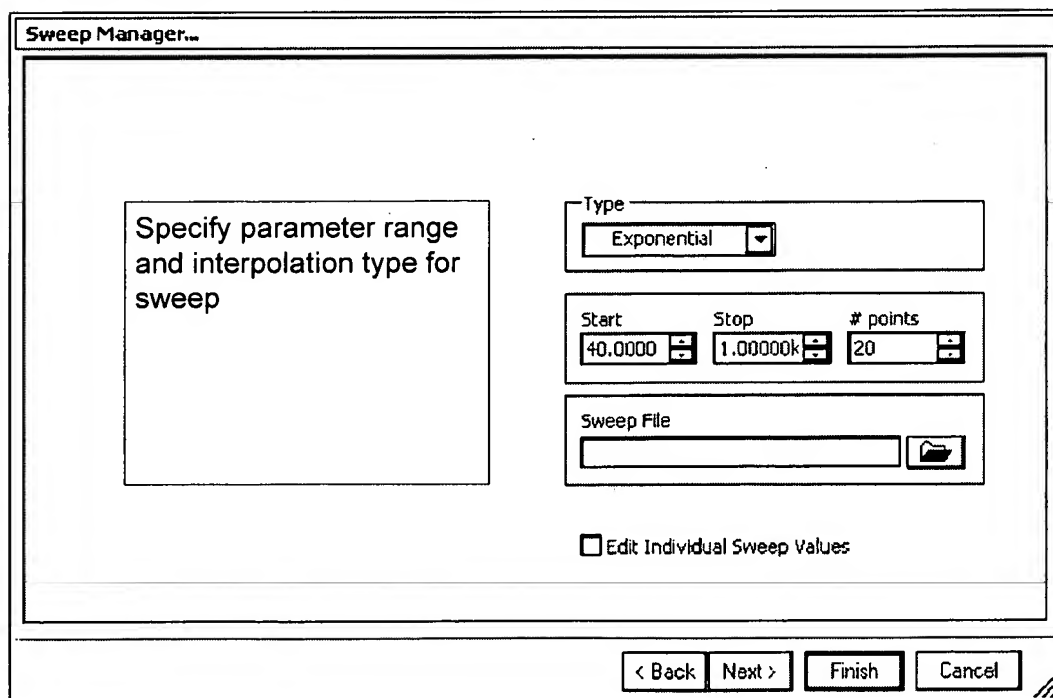 Sweep Manager...
Specify parameter range
and interpolation type for
sweep
Type
Exponential
Start Stop # points
40.0000 1.00000k 20
Sweep File
Edit Individual Sweep Values
< Back Next > Finish Cancel